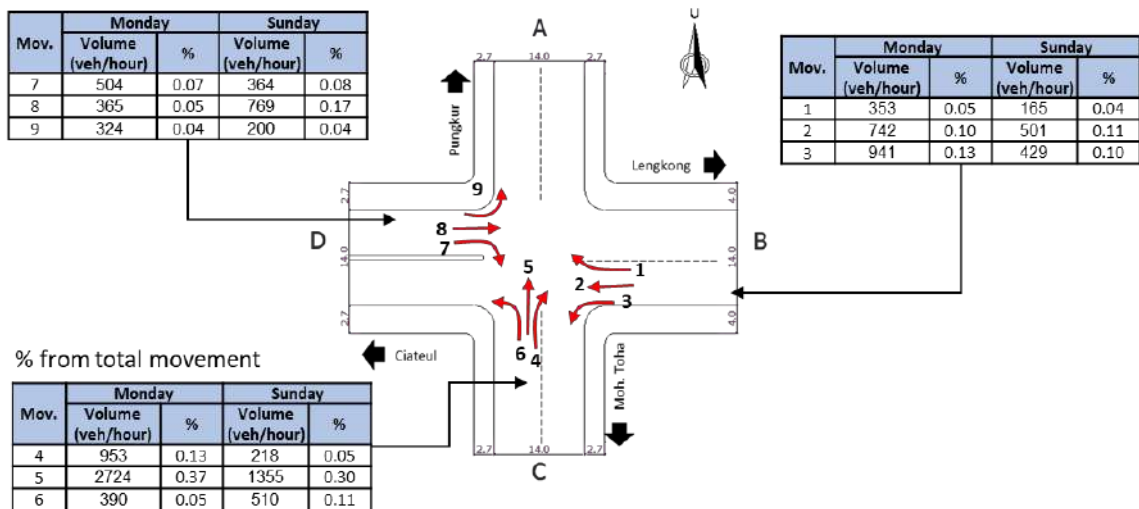 Mov. Monday Sunday
Volume (veh/hour) % Volume (veh/hour) %
7 504 0.07 364 0.08
8 365 0.05 769 0.17
9 324 0.04 200 0.04
Mov. Monday Sunday
Volume (veh/hour) % Volume (veh/hour) %
1 353 0.05 165 0.04
2 742 0.10 501 0.11
3 941 0.13 429 0.10
U
A
2.7 14.0 2.7
Pungkur
Lengkong
2.7 14.0 2.7
4.0 14.0 4.0
D
B
9
8
7
5
1
2
3
6
4
Ciateul
Moh. Toha
2.7 14.0 2.7
C
% from total movement
Mov. Monday Sunday
Volume (veh/hour) % Volume (veh/hour) %
4 953 0.13 218 0.05
5 2724 0.37 1355 0.30
6 390 0.05 510 0.11